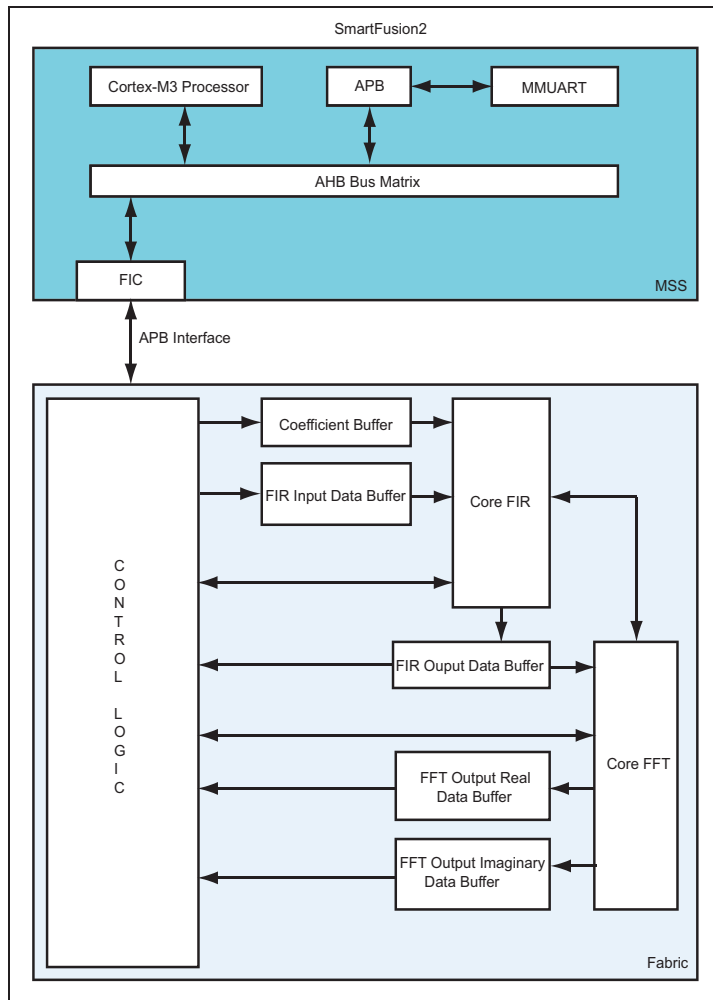 SmartFusion2
Cortex-M3 Processor
APB
MMUART
AHB Bus Matrix
FIC
MSS
APB Interface
Coefficient Buffer
FIR Input Data Buffer
Core FIR
CONTROL LOGIC
FIR Ouput Data Buffer
Core FFT
FFT Output Real
Data Buffer
FFT Output Imaginary
Data Buffer
Fabric